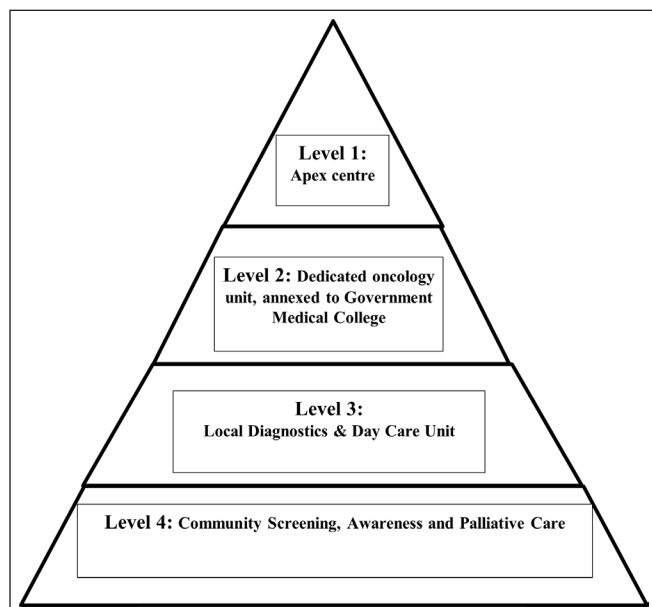 Level 1:
Apex centre
Level 2: Dedicated oncology
unit, annexed to Government
Medical College
Level 3:
Local Diagnostics & Day Care Unit
Level 4: Community Screening, Awareness and Palliative Care